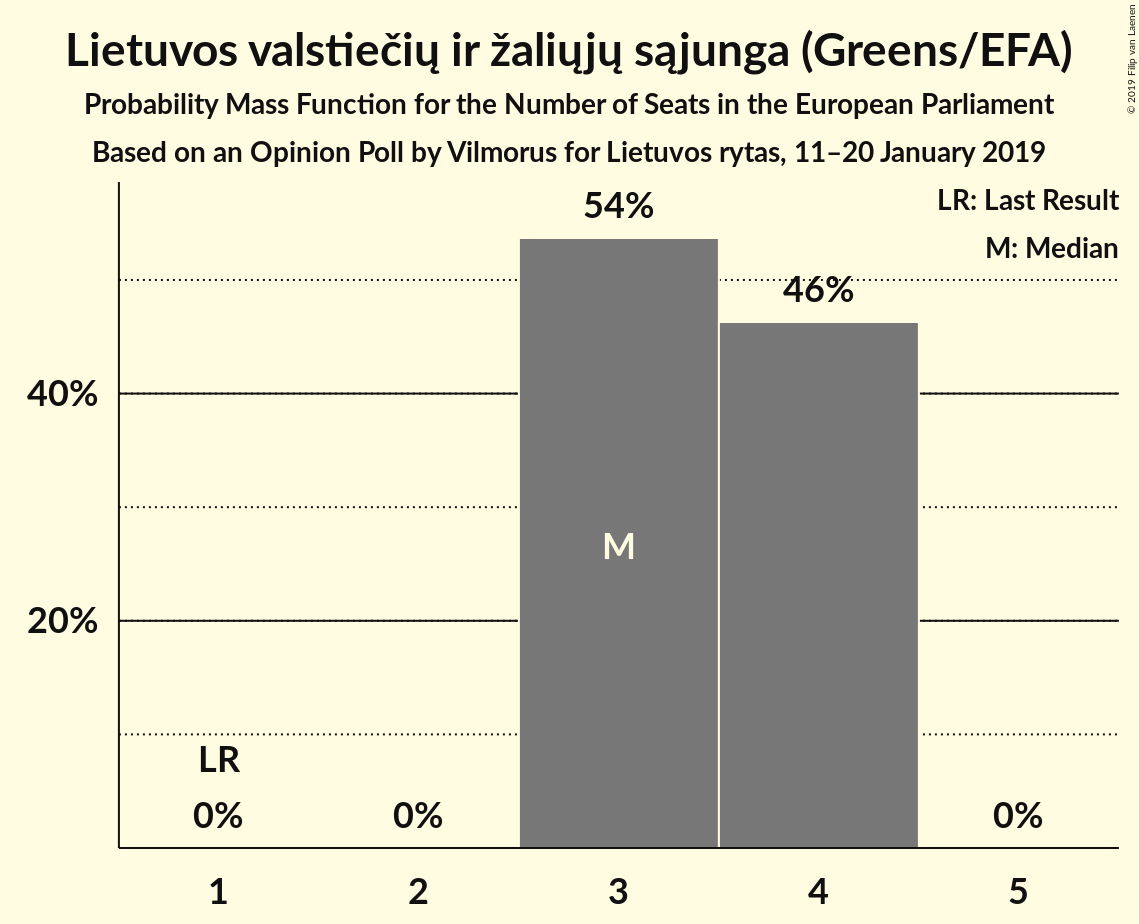 Lietuvos valstiečių ir žaliųjų sąjunga (Greens/EFA)
Probability Mass Function for the Number of Seats in the European Parliament
Based on an Opinion Poll by Vilmorus for Lietuvos rytas, 11–20 January 2019
© 2019 Filip van Laenen
LR: Last Result
M: Median
54%
46%
40%
M
20%
LR
0%
0%
0%
1
2
3
4
5